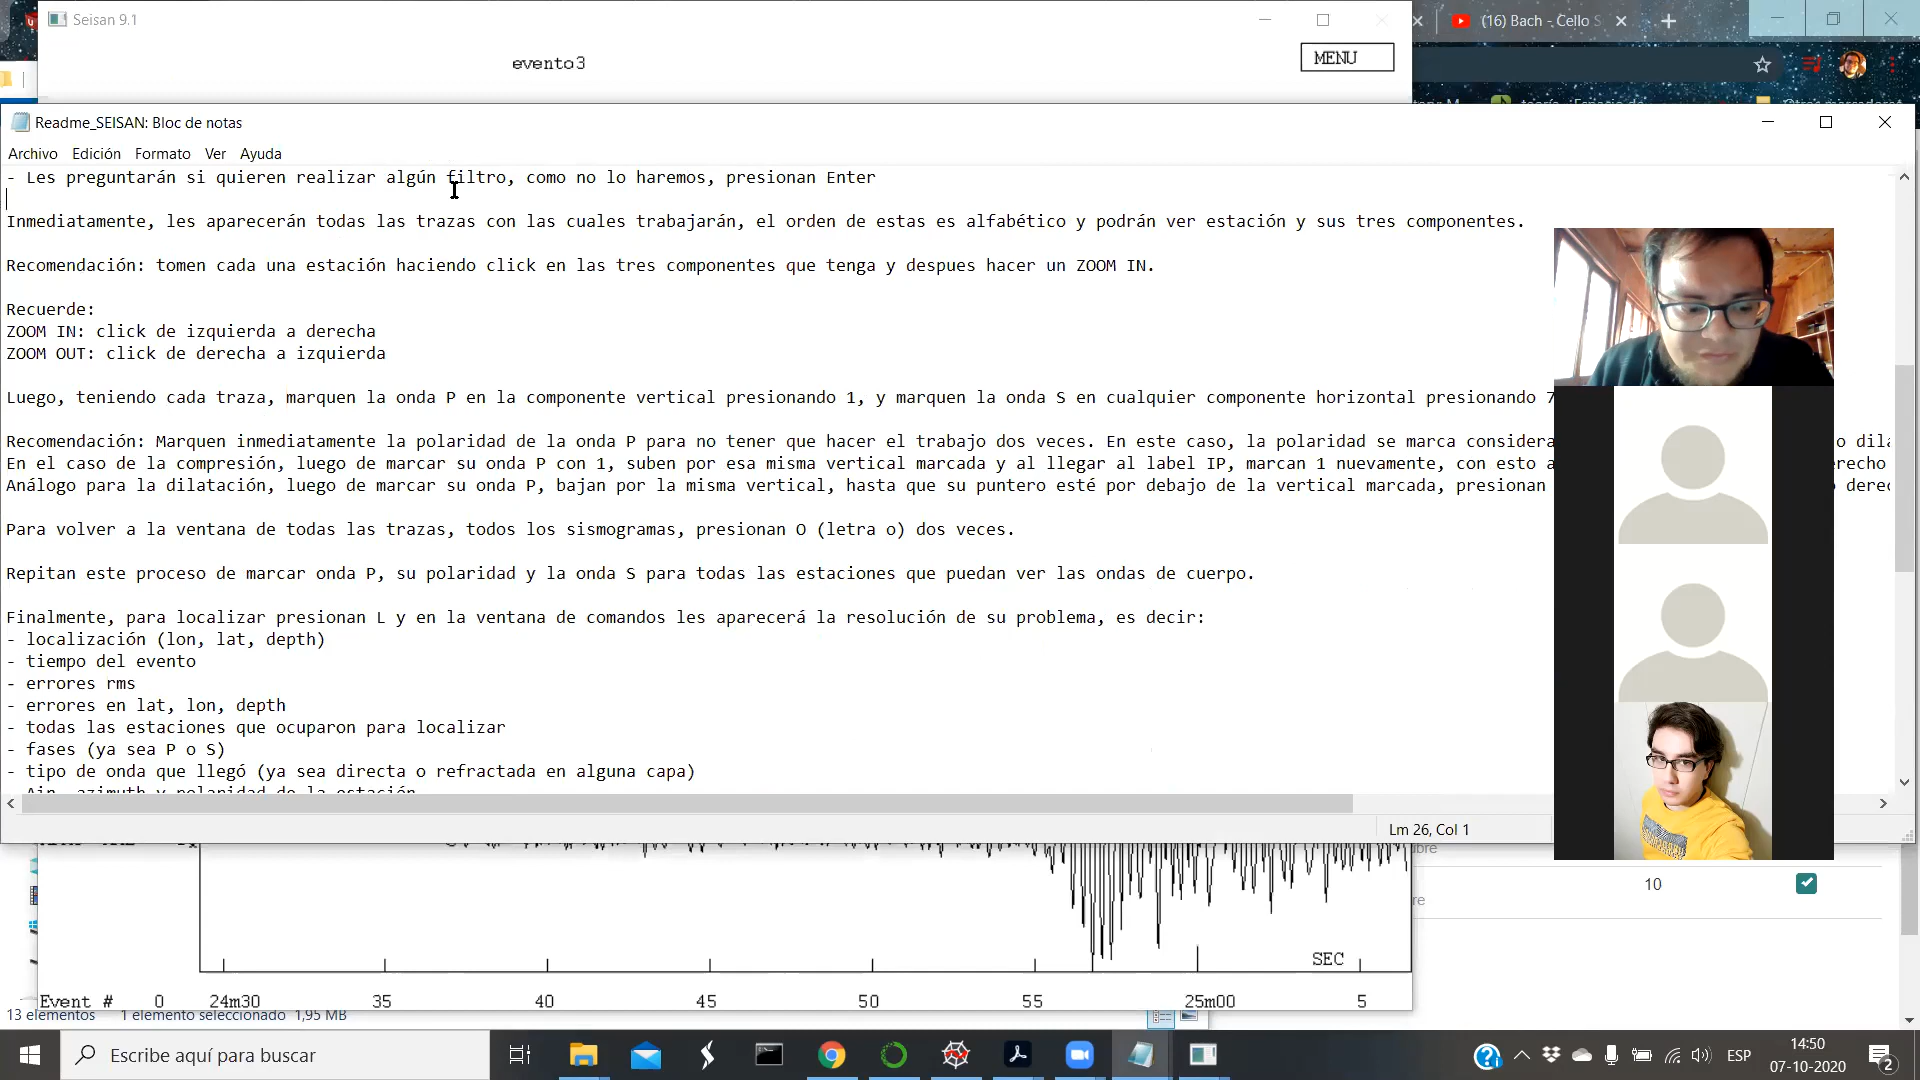 Seisan 9.1
(16) Bach - Cello S
evento3
MENU
Readme_SEISAN: Bloc de notas
Archivo Edición Formato Ver Ayuda
- Les preguntarán si quieren realizar algún filtro, como no lo haremos, presionan Enter
Inmediatamente, les aparecerán todas las trazas con las cuales trabajarán, el orden de estas es alfabético y podrán ver estación y sus tres componentes.
Recomendación: tomen cada una estación haciendo click en las tres componentes que tenga y despues hacer un ZOOM IN.
Recuerde:
ZOOM IN: click de izquierda a derecha
ZOOM OUT: click de derecha a izquierda
Luego, teniendo cada traza, marquen la onda P en la componente vertical presionando 1, y marquen la onda S en cualquier componente horizontal presionando 7
Recomendación: Marquen inmediatamente la polaridad de la onda P para no tener que hacer el trabajo dos veces. En este caso, la polaridad se marca considera o dila
En el caso de la compresión, luego de marcar su onda P con 1, suben por esa misma vertical marcada y al llegar al label IP, marcan 1 nuevamente, con esto a erecho
Análogo para la dilatación, luego de marcar su onda P, bajan por la misma vertical, hasta que su puntero esté por debajo de la vertical marcada, presionan o derec
Para volver a la ventana de todas las trazas, todos los sismogramas, presionan O (letra o) dos veces.
Repitan este proceso de marcar onda P, su polaridad y la onda S para todas las estaciones que puedan ver las ondas de cuerpo.
Finalmente, para localizar presionan L y en la ventana de comandos les aparecerá la resolución de su problema, es decir:
- localización (lon, lat, depth)
- tiempo del evento
- errores rms
- errores en lat, lon, depth
- todas las estaciones que ocuparon para localizar
- fases (ya sea P o S)
- tipo de onda que llegó (ya sea directa o refractada en alguna capa)
- Ain, azimuth y polaridad de la estación
Lm 26, Col 1
bre
10
re
SEC
Event # 0 24m30 35 40 45 50 55 25m00 5
13 elementos 1 elemento seleccionado 1,95 MB
Escribe aquí para buscar
ESP
14:50
07-10-2020
2